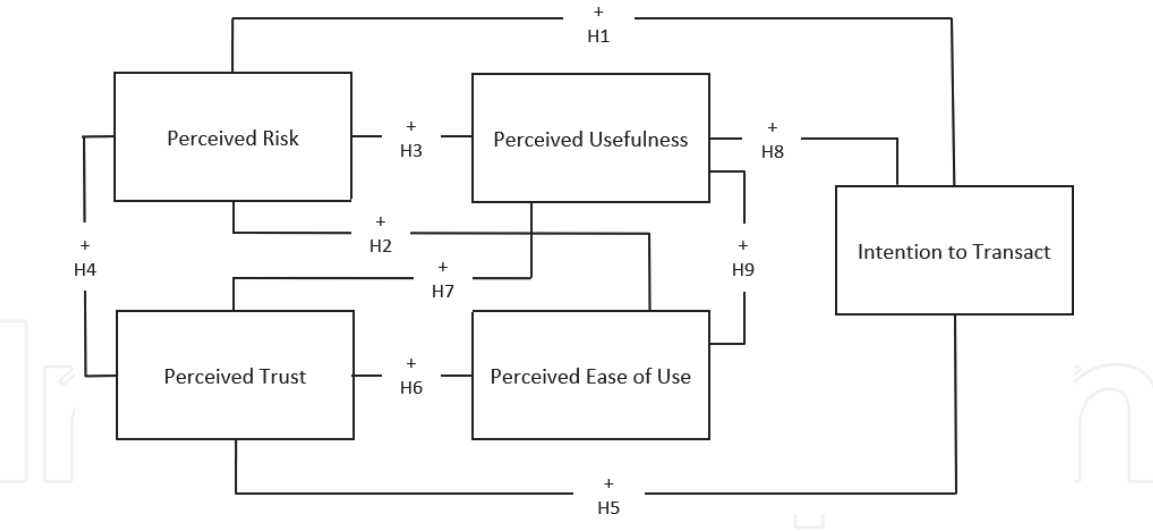 +
H1
Perceived Risk
+
H3
Perceived Usefulness
+
H8
+
H4
+
H2
+
H7
+
H9
Intention to Transact
Perceived Trust
+
H6
Perceived Ease of Use
+
H5